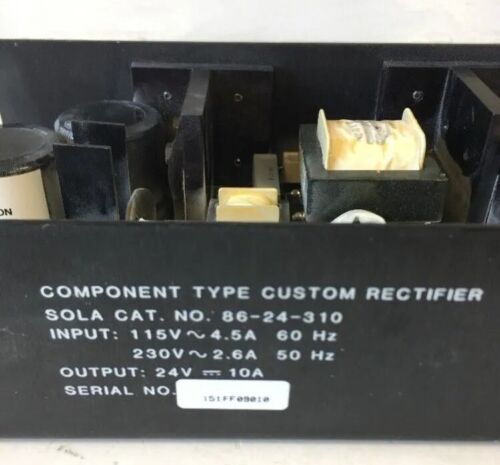 ON
COMPONENT TYPE CUSTOM RECTIFIER
SOLA CAT. NO. 86-24-310
INPUT: 115V ~ 4.5A 60 Hz
230V ~ 2.6A 50 Hz
OUTPUT: 24V ⎓ 10A
SERIAL NO. 151FF09010